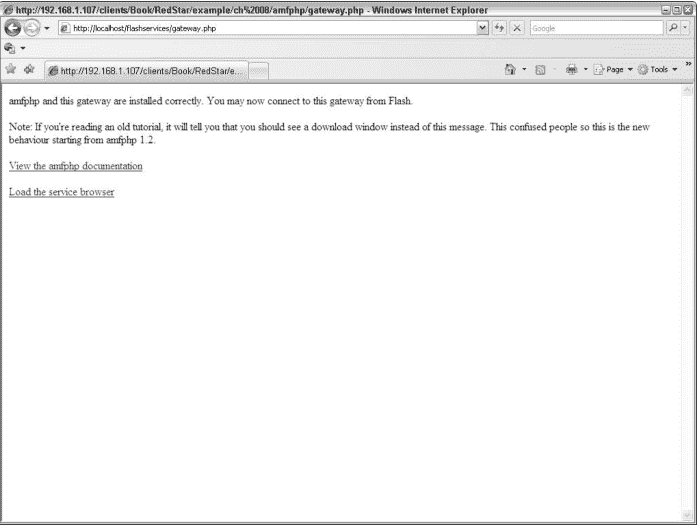 http://192.168.1.107/clients/Book/RedStar/example/ch%2008/amfphp/gateway.php - Windows Internet Explorer
http://localhost/flashservices/gateway.php
Google
http://192.168.1.107/clients/Book/RedStar/e...
Page
Tools
amfphp and this gateway are installed correctly. You may now connect to this gateway from Flash.
Note: If you're reading an old tutorial, it will tell you that you should see a download window instead of this message. This confused people so this is the new
behaviour starting from amfphp 1.2.
View the amfphp documentation
Load the service browser